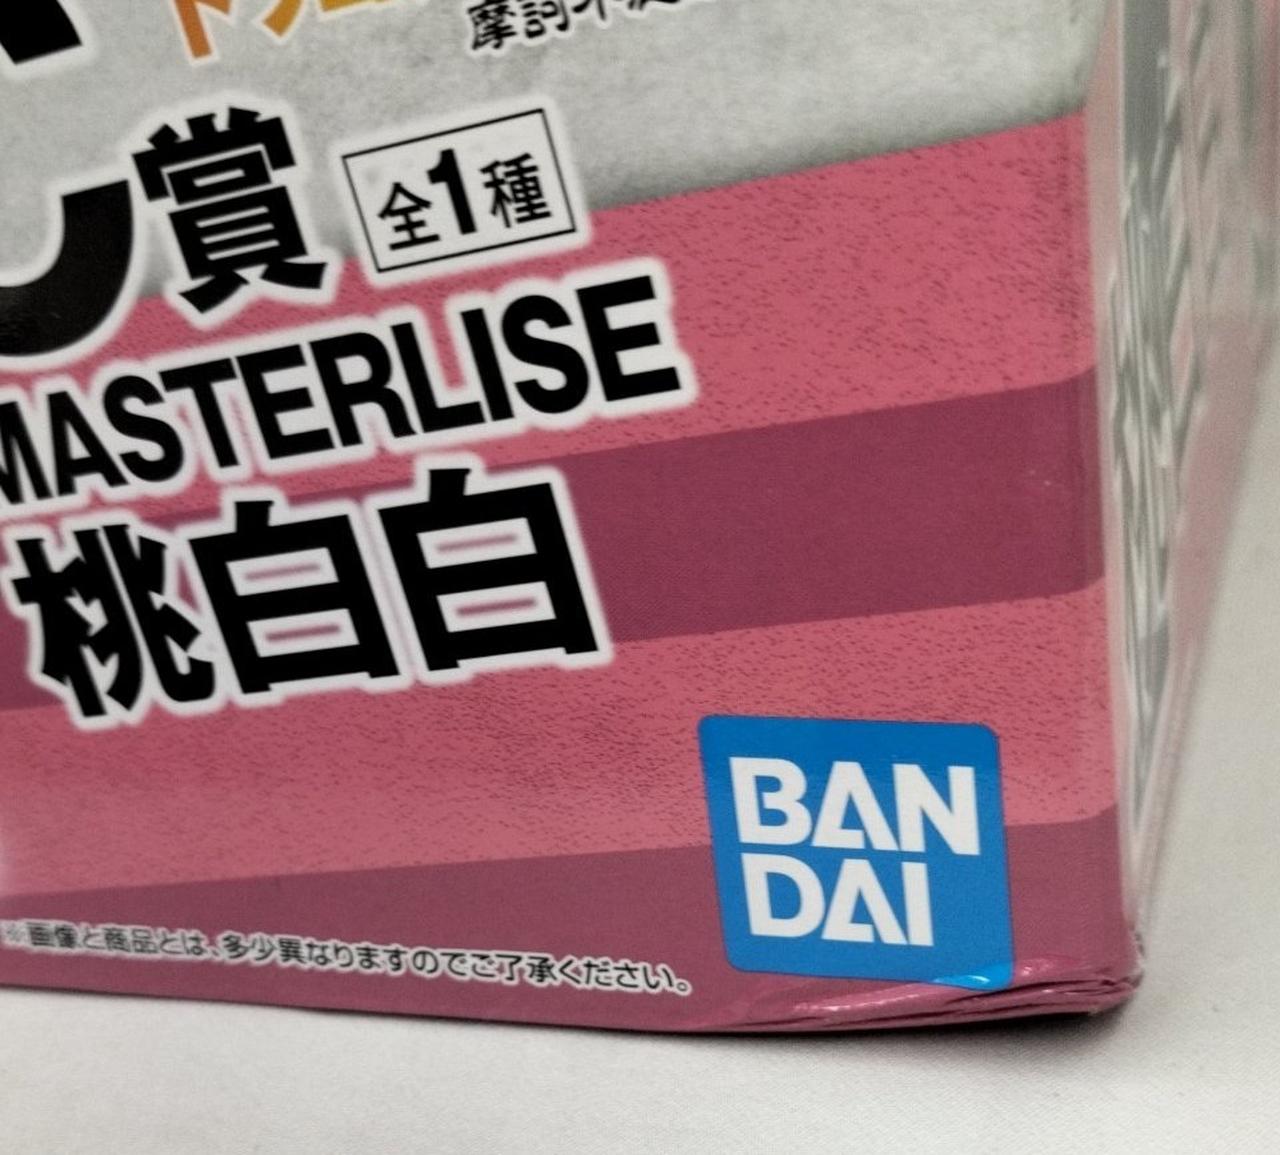 摩訶不
し賞 全1種
MASTERLISE
桃白白
BAN
DAI
※画像と商品とは、多少異なりますのでご了承ください。